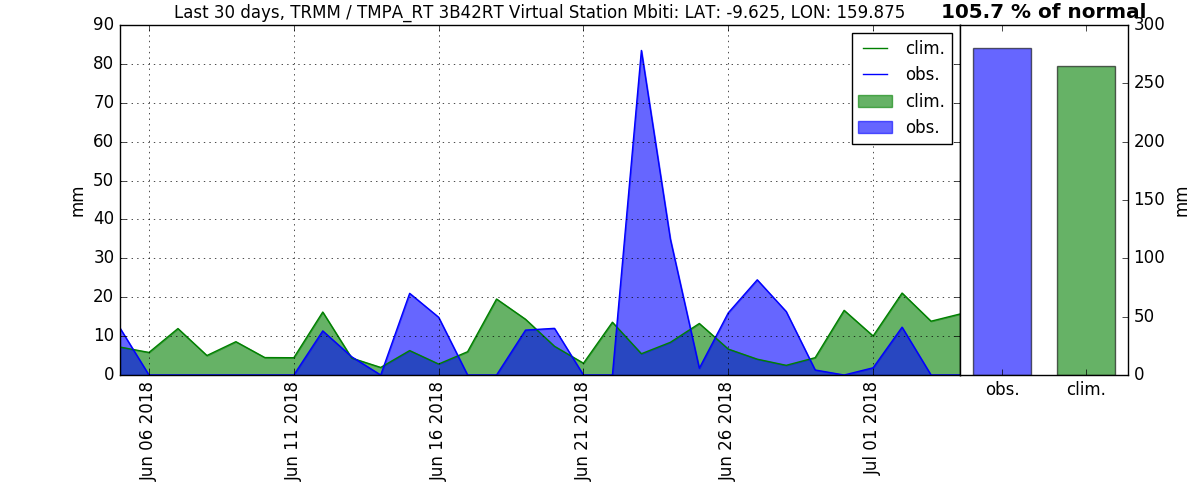 Last 30 days, TRMM / TMPA_RT 3B42RT Virtual Station Mbiti: LAT: -9.625, LON: 159.875
105.7 % of normal
90
80
70
60
50
40
30
20
10
0
mm
clim.
obs.
clim.
obs.
Jun 06 2018
Jun 11 2018
Jun 16 2018
Jun 21 2018
Jun 26 2018
Jul 01 2018
300
250
200
150
100
50
0
mm
obs.
clim.